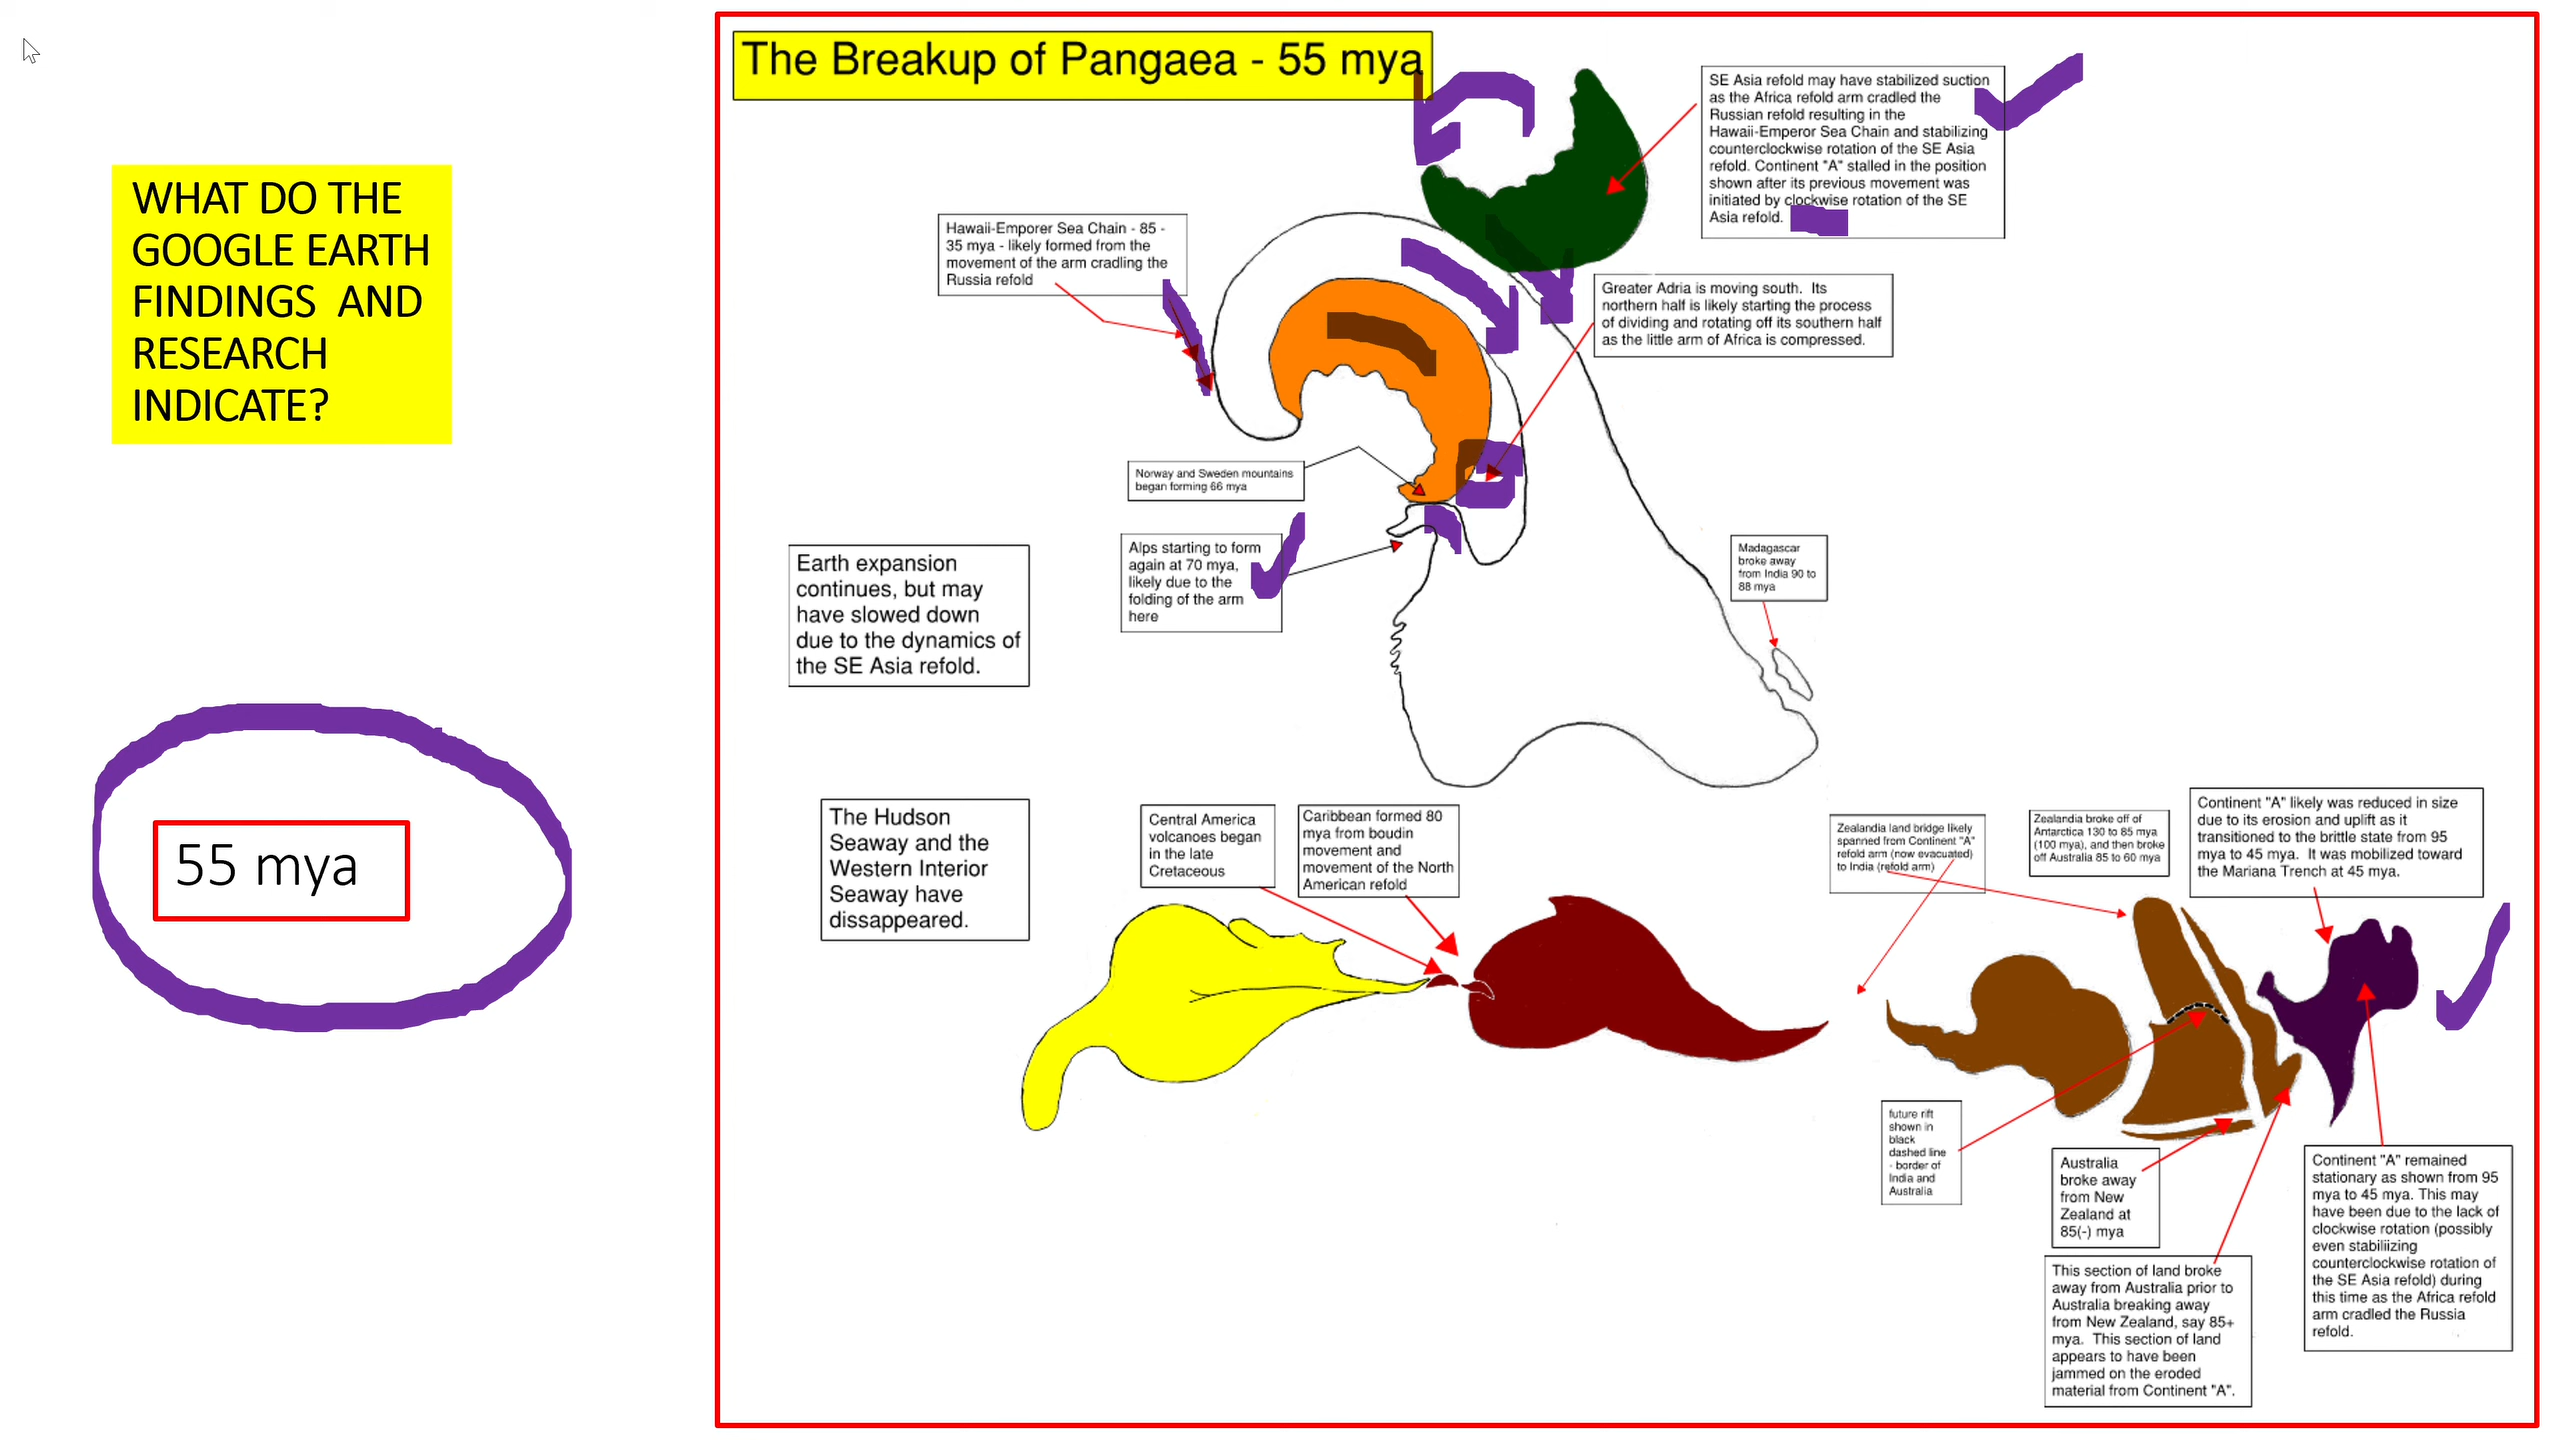 WHAT DO THE
GOOGLE EARTH
FINDINGS AND
RESEARCH
INDICATE?
55 mya
The Breakup of Pangaea - 55 mya
SE Asia refold may have stabilized suction
as the Africa refold arm cradled the
Russian refold resulting in the
Hawaii-Emperor Sea Chain and stabilizing
counterclockwise rotation of the SE Asia
refold. Continent "A" stalled in the position
shown after its previous movement was
initiated by clockwise rotation of the SE
Asia refold.
Hawaii-Emporer Sea Chain - 85 -
35 mya - likely formed from the
movement of the arm cradling the
Russia refold
Greater Adria is moving south. Its
northern half is likely starting the process
of dividing and rotating off its southern half
as the little arm of Africa is compressed.
Norway and Sweden mountains
began forming 66 mya
Alps starting to form
again at 70 mya,
likely due to the
folding of the arm
here
Earth expansion
continues, but may
have slowed down
due to the dynamics of
the SE Asia refold.
Madagascar
broke away
from India 90 to
88 mya
The Hudson
Seaway and the
Western Interior
Seaway have
dissappeared.
Central America
volcanoes began
in the late
Cretaceous
Caribbean formed 80
mya from boudin
movement and
movement of the North
American refold
Zealandia land bridge likely
spanned from Continent "A"
refold arm (now evacuated)
to India (refold arm)
Zealandia broke off of
Antarctica 130 to 85 mya
(100 mya), and then broke
off Australia 85 to 60 mya
Continent "A" likely was reduced in size
due to its erosion and uplift as it
transitioned to the brittle state from 95
mya to 45 mya. It was mobilized toward
the Mariana Trench at 45 mya.
future rift
shown in
black
dashed line
- border of
India and
Australia
Australia
broke away
from New
Zealand at
85(-) mya
This section of land broke
away from Australia prior to
Australia breaking away
from New Zealand, say 85+
mya. This section of land
appears to have been
jammed on the eroded
material from Continent "A".
Continent "A" remained
stationary as shown from 95
mya to 45 mya. This may
have been due to the lack of
clockwise rotation (possibly
even stabiliizing
counterclockwise rotation of
the SE Asia refold) during
this time as the Africa refold
arm cradled the Russia
refold.